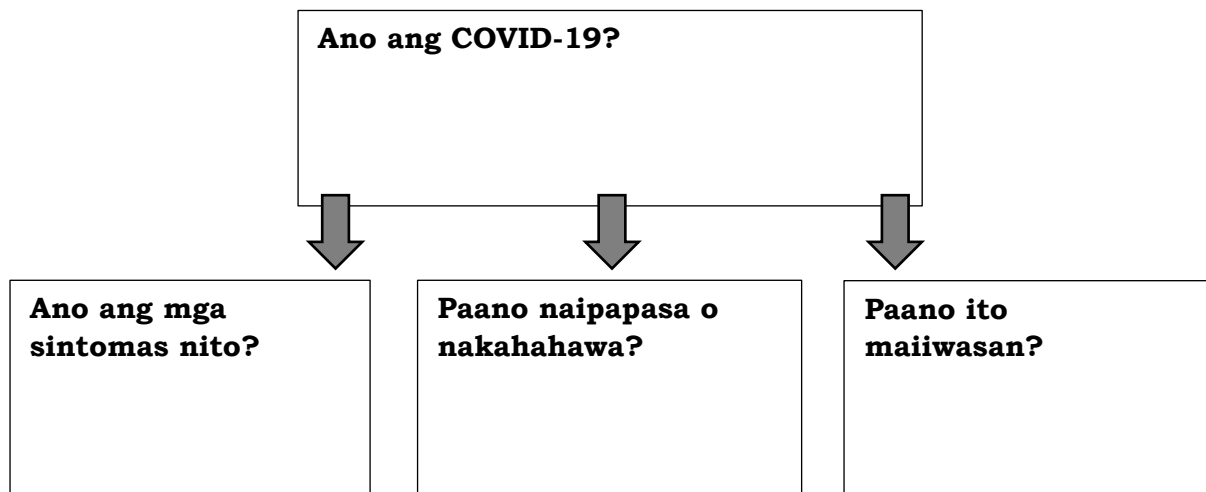 Ano ang COVID-19?
Ano ang mga
sintomas nito?
Paano naipapasa o
nakahahawa?
Paano ito
maiiwasan?